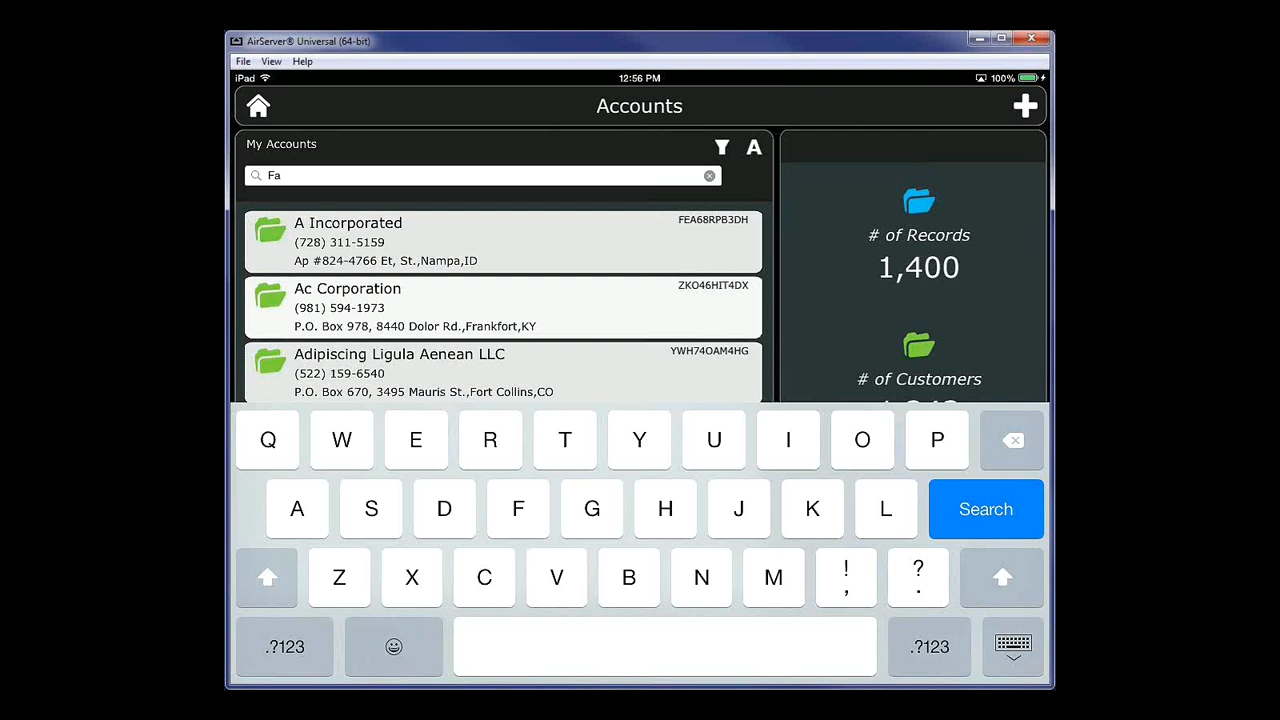 AirServer® Universal (64-bit)
File View Help
iPad 12:56 PM 100%
Accounts
My Accounts
A
Fa
A Incorporated FEA68RPB3DH
(728) 311-5159
Ap #824-4766 Et, St.,Nampa,ID
Ac Corporation ZKO46HIT4DX
(981) 594-1973
P.O. Box 978, 8440 Dolor Rd.,Frankfort,KY
Adipiscing Ligula Aenean LLC YWH74OAM4HG
(522) 159-6540
P.O. Box 670, 3495 Mauris St.,Fort Collins,CO
# of Records
1,400
# of Customers
Q W E R T Y U I O P
A S D F G H J K L Search
Z X C V B N M ! , ? .
.?123 .?123